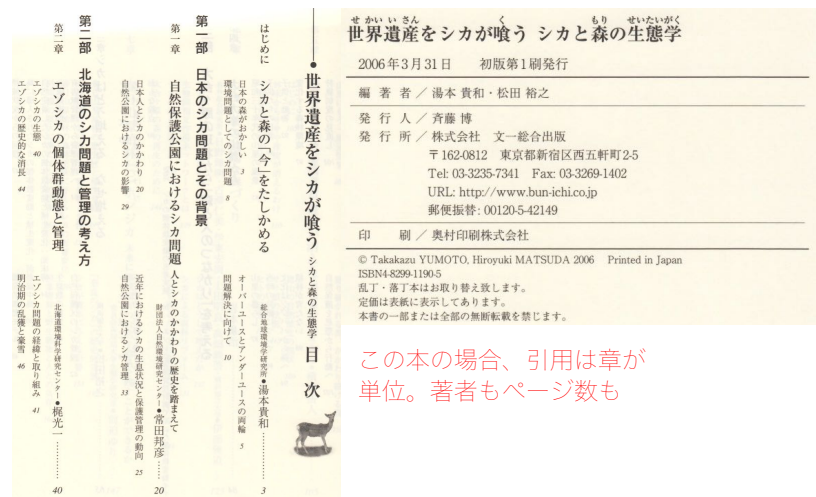 ●世界遺産をシカが喰う シカと森の生態学 目次
はじめに シカと森の「今」をたしかめる 総合地球環境学研究所●湯本貴和………… 3
日本の森がおかしい 3 オーバーユースとアンダーユースの両輪 5
環境問題としてのシカ問題 8 問題解決に向けて 10
第一部 日本のシカ問題とその背景
第一章 自然保護公園におけるシカ問題 人とシカのかかわりの歴史を踏まえて 財団法人自然環境研究センター●常田邦彦……… 20
日本人とシカのかかわり 20 近年におけるシカの生息状況と保護管理の動向 25
自然公園におけるシカの影響 29 自然公園におけるシカ管理 33
第二部 北海道のシカ問題と管理の考え方
第二章 エゾシカの個体群動態と管理 北海道環境科学研究センター●梶光一………… 40
エゾシカの生態 40 エゾシカ問題の経緯と取り組み 41
エゾシカの歴史的な消長 44 明治期の乱獲と豪雪 46
せかいいさん く もり せいたいがく
世界遺産をシカが喰う シカと森の生態学
2006年3月31日 初版第1刷発行
編著者/湯本 貴和・松田 裕之
発行人/斉藤 博
発行所/株式会社 文一総合出版
〒162-0812 東京都新宿区西五軒町2-5
Tel: 03-3235-7341 Fax: 03-3269-1402
URL: http://www.bun-ichi.co.jp
郵便振替: 00120-5-42149
印 刷/奥村印刷株式会社
© Takakazu YUMOTO, Hiroyuki MATSUDA 2006 Printed in Japan
ISBN4-8299-1190-5
乱丁・落丁本はお取り替え致します。
定価は表紙に表示してあります。
本書の一部または全部の無断転載を禁じます。
この本の場合、引用は章が
単位。著者もページ数も